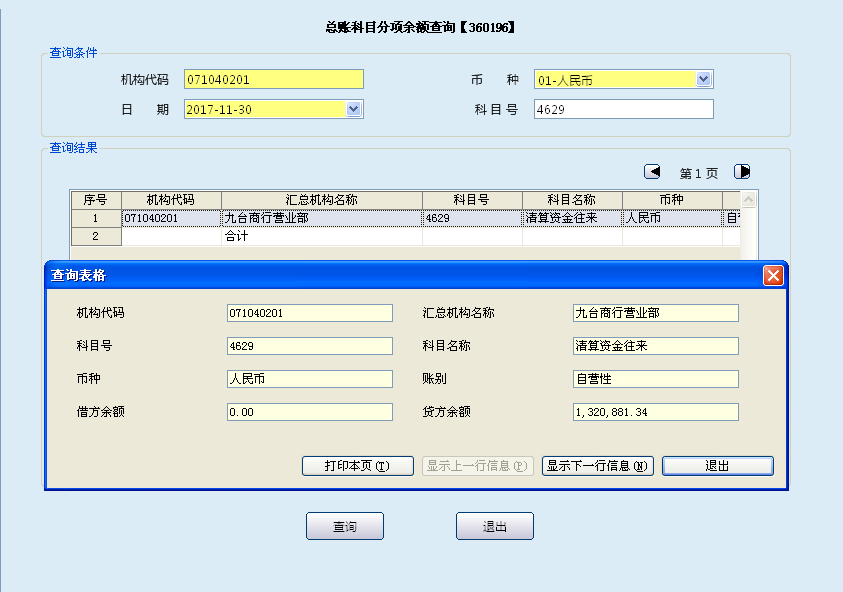 总账科目分项余额查询【360196】
查询条件
机构代码 071040201 币 种 01-人民币
日 期 2017-11-30 科目号 4629
查询结果
第1页
序号 机构代码 汇总机构名称 科目号 科目名称 币种
1 071040201 九台商行营业部 4629 清算资金往来 人民币 自营
2 合计
查询表格
机构代码 071040201 汇总机构名称 九台商行营业部
科目号 4629 科目名称 清算资金往来
币种 人民币 账别 自营性
借方余额 0.00 贷方余额 1,320,881.34
打印本页(T) 显示上一行信息(P) 显示下一行信息(N) 退出
查询 退出